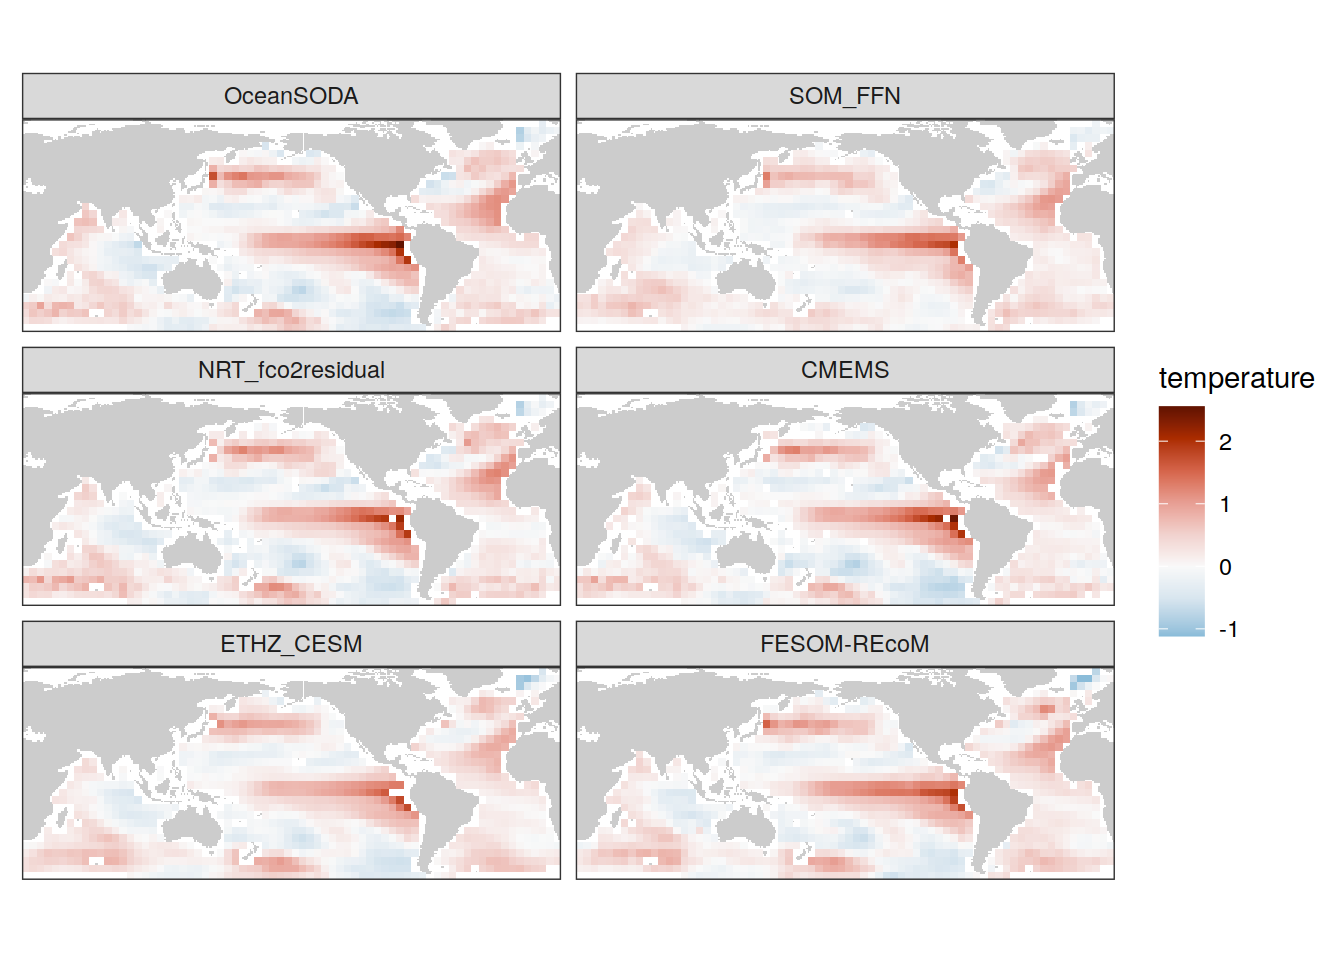 OceanSODA
SOM_FFN
NRT_fco2residual
CMEMS
ETHZ_CESM
FESOM-REcoM
temperature
2
1
0
-1